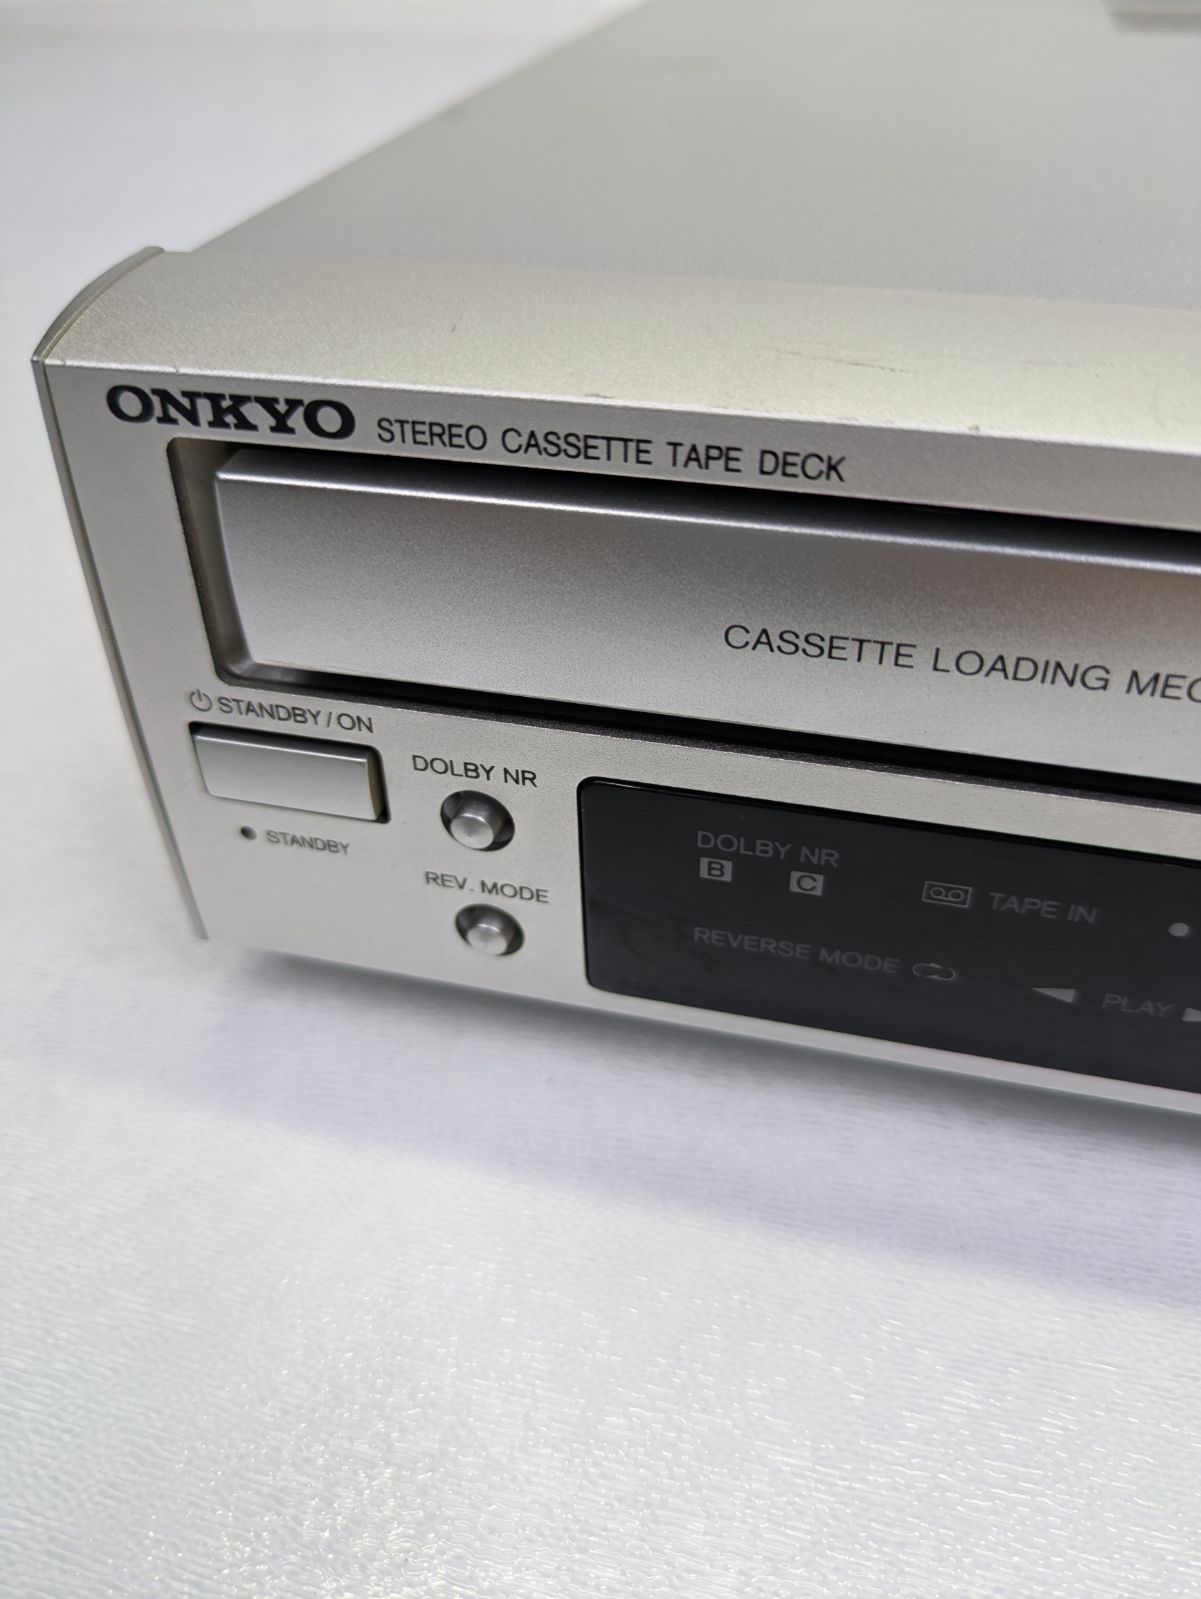 ONKYO STEREO CASSETTE TAPE DECK
CASSETTE LOADING MEC
STANDBY/ON
DOLBY NR
STANDBY
REV. MODE
DOLBY NR
B C
TAPE IN
REVERSE MODE
PLAY